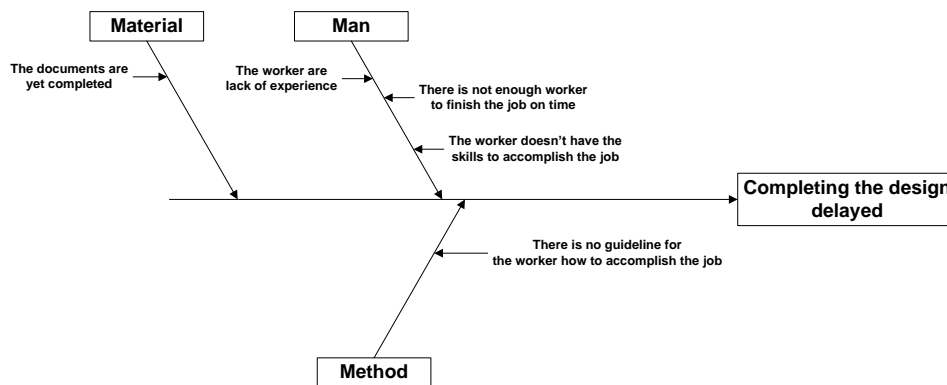 Material
Man
The documents are
yet completed
The worker are
lack of experience
There is not enough worker
to finish the job on time
The worker doesn't have the
skills to accomplish the job
Completing the design
delayed
There is no guideline for
the worker how to accomplish the job
Method